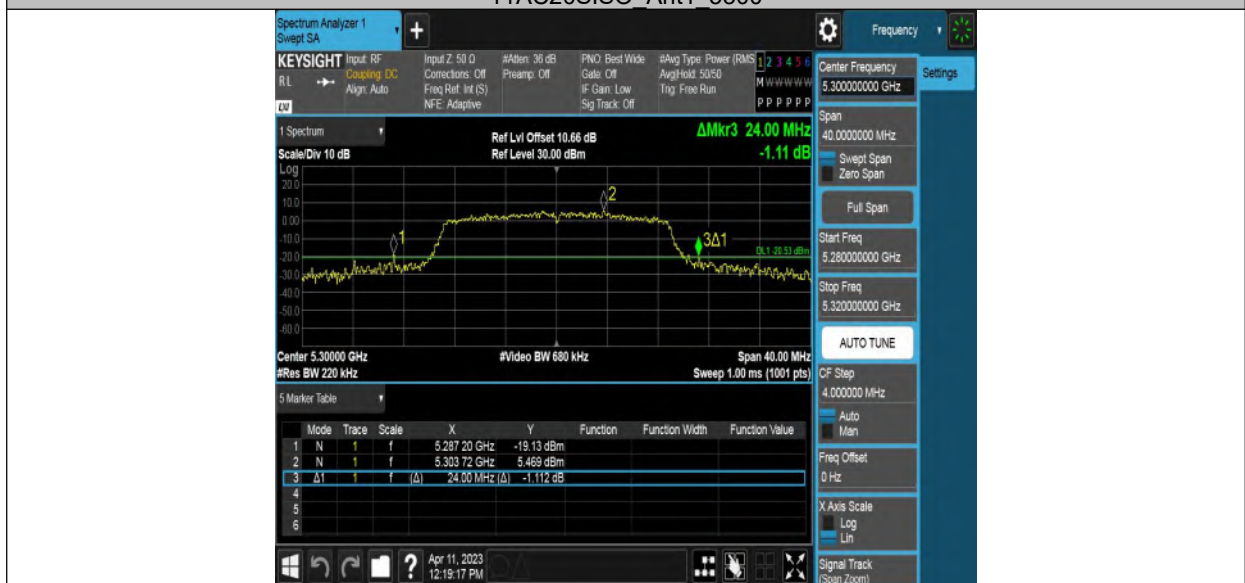 11AC20SISO_Ant1_5300
Spectrum Analyzer 1
Swept SA
+
Frequency
KEYSIGHT
RL
LXI
Input: RF
Coupling: DC
Align: Auto
Input Z: 50 Ω
Corrections: Off
Freq Ref: Int (S)
NFE: Adaptive
#Atten: 36 dB
Preamp: Off
PNO: Best Wide
Gate: Off
IF Gain: Low
Sig Track: Off
#Avg Type: Power (RMS
Avg|Hold: 50/50
Trig: Free Run
1 2 3 4 5 6
M W W W W W
P P P P P P
1 Spectrum
Scale/Div 10 dB
Ref Lvl Offset 10.66 dB
Ref Level 30.00 dBm
ΔMkr3 24.00 MHz
-1.11 dB
Log
20.0
10.0
0.00
-10.0
-20.0
-30.0
-40.0
-50.0
-60.0
1
2
3Δ1
DL1 -20.53 dBm
Center 5.30000 GHz
#Res BW 220 kHz
#Video BW 680 kHz
Span 40.00 MHz
Sweep 1.00 ms (1001 pts)
5 Marker Table
Mode Trace Scale X Y Function Function Width Function Value
1 N 1 f 5.287 20 GHz -19.13 dBm
2 N 1 f 5.303 72 GHz 5.469 dBm
3 Δ1 1 f (Δ) 24.00 MHz (Δ) -1.112 dB
4
5
6
?
Apr 11, 2023
12:19:17 PM
Center Frequency
5.300000000 GHz
Settings
Span
40.0000000 MHz
Swept Span
Zero Span
Full Span
Start Freq
5.280000000 GHz
Stop Freq
5.320000000 GHz
AUTO TUNE
CF Step
4.000000 MHz
Auto
Man
Freq Offset
0 Hz
X Axis Scale
Log
Lin
Signal Track
(Span Zoom)